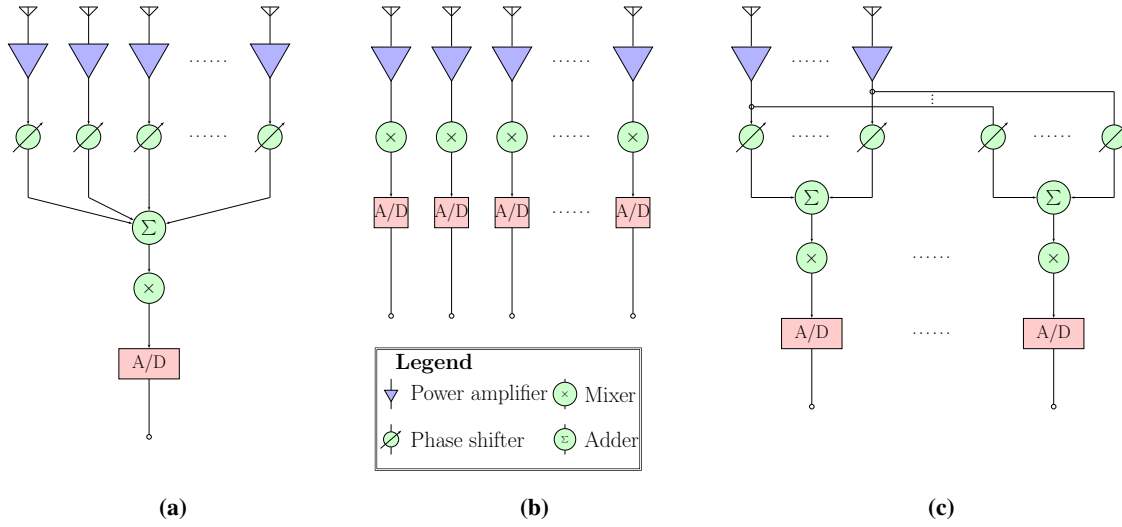 Σ
×
A/D
(a)
× × × ×
A/D A/D A/D A/D
Legend
Power amplifier
× Mixer
Phase shifter
Σ Adder
(b)
Σ Σ
× ×
A/D A/D
(c)